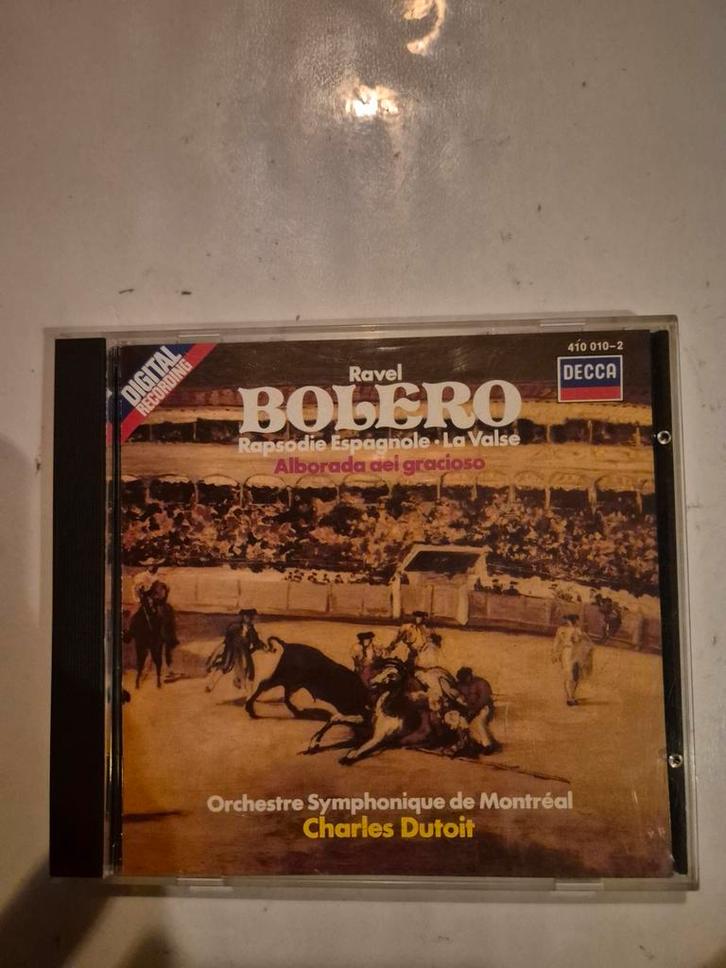 DIGITAL
RECORDING
410 010-2
DECCA
Ravel
BOLERO
Rapsodie Espagnole · La Valse
Alborada del gracioso
Orchestre Symphonique de Montréal
Charles Dutoit